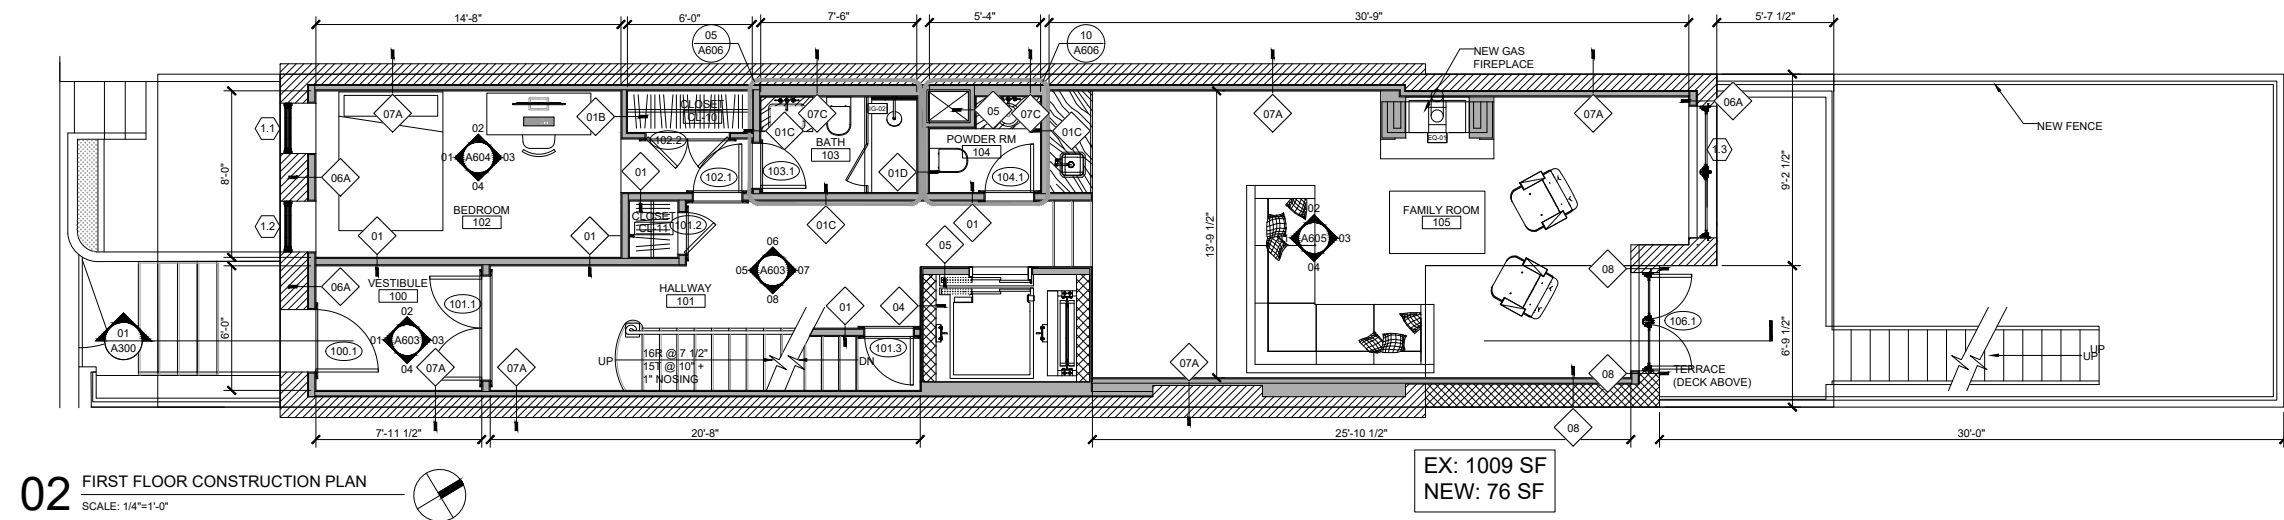 14'-8"
6'-0"
7'-6"
5'-4"
30'-9"
5'-7 1/2"
05
A606
10
A606
NEW GAS
FIREPLACE
07A
01B
CLOSET
CL-10
07C
IG-02
05
07C
07A
07A
06A
NEW FENCE
1.1
02
01 A604 03
04
102.2
01C
BATH
103
POWDER RM
104
01C
EQ-01
1.3
8'-0"
06A
01
102.1
103.1
01D
104.1
9'-2 1/2"
1.2
BEDROOM
102
CLOSET
CL-11
101.2
01C
01
FAMILY ROOM
105
02
01
01
05
13'-9 1/2"
A605 03
04
06
05 A603 07
08
08
6'-0"
06A
VESTIBULE
100
101.1
HALLWAY
101
01
04
106.1
01
A300
100.1
02
01 A603 03
04
07A
07A
UP
16R @ 7 1/2"
15T @ 10" +
1" NOSING
DN
101.3
07A
08
TERRACE
(DECK ABOVE)
6'-9 1/2"
UP
UP
08
7'-11 1/2"
20'-8"
25'-10 1/2"
30'-0"
02 FIRST FLOOR CONSTRUCTION PLAN
SCALE: 1/4"=1'-0"
EX: 1009 SF
NEW: 76 SF